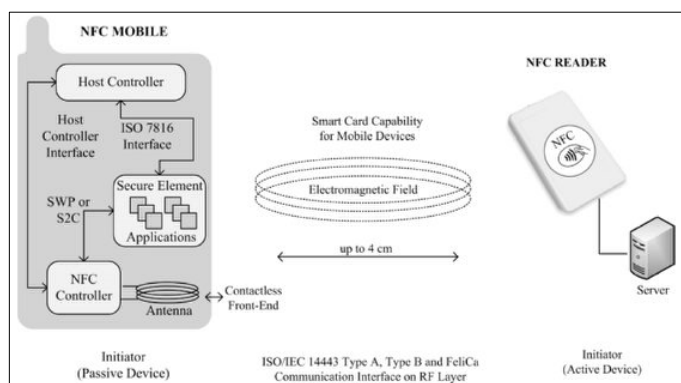 NFC MOBILE
Host Controller
Host
Controller
Interface
ISO 7816
Interface
Secure Element
Applications
SWP or
S2C
NFC
Controller
Antenna
Contactless
Front-End
Initiator
(Passive Device)
Smart Card Capability
for Mobile Devices
Electromagnetic Field
up to 4 cm
ISO/IEC 14443 Type A, Type B and FeliCa
Communication Interface on RF Layer
NFC READER
NFC
Server
Initiator
(Active Device)